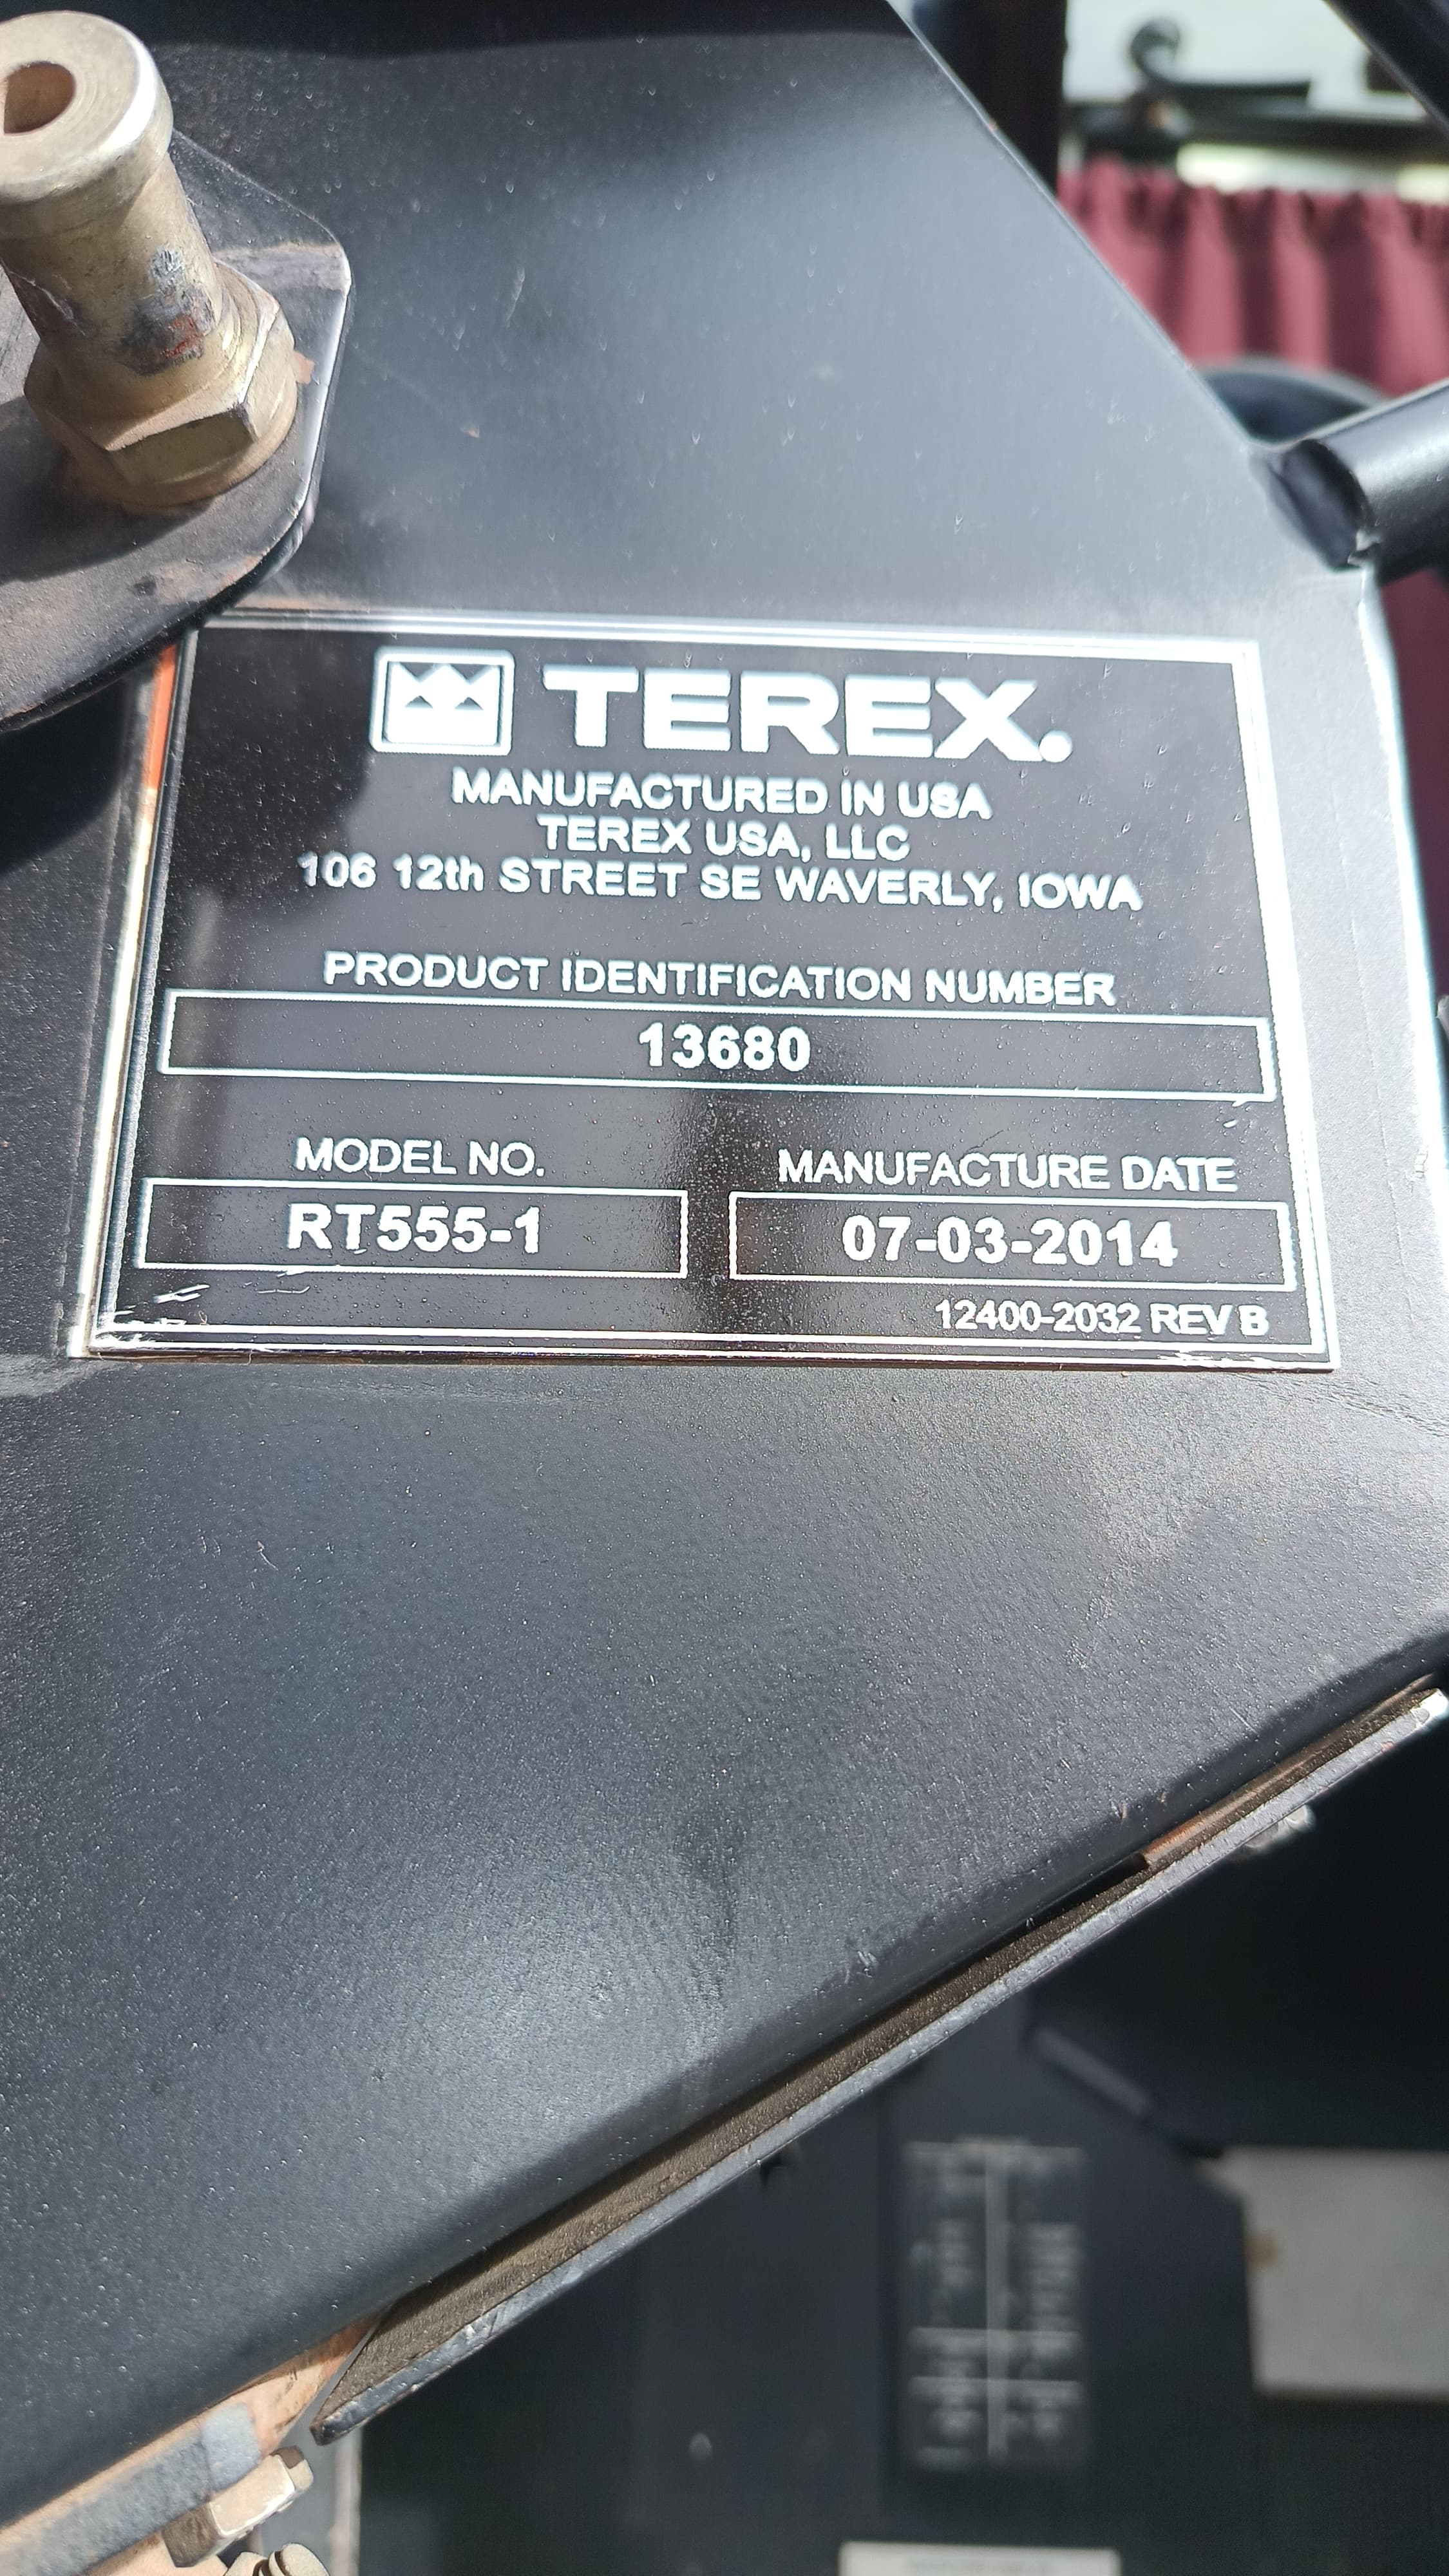 TEREX.
MANUFACTURED IN USA
TEREX USA, LLC
106 12th STREET SE WAVERLY, IOWA
PRODUCT IDENTIFICATION NUMBER
13680
MODEL NO.
MANUFACTURE DATE
RT555-1
07-03-2014
12400-2032 REV B